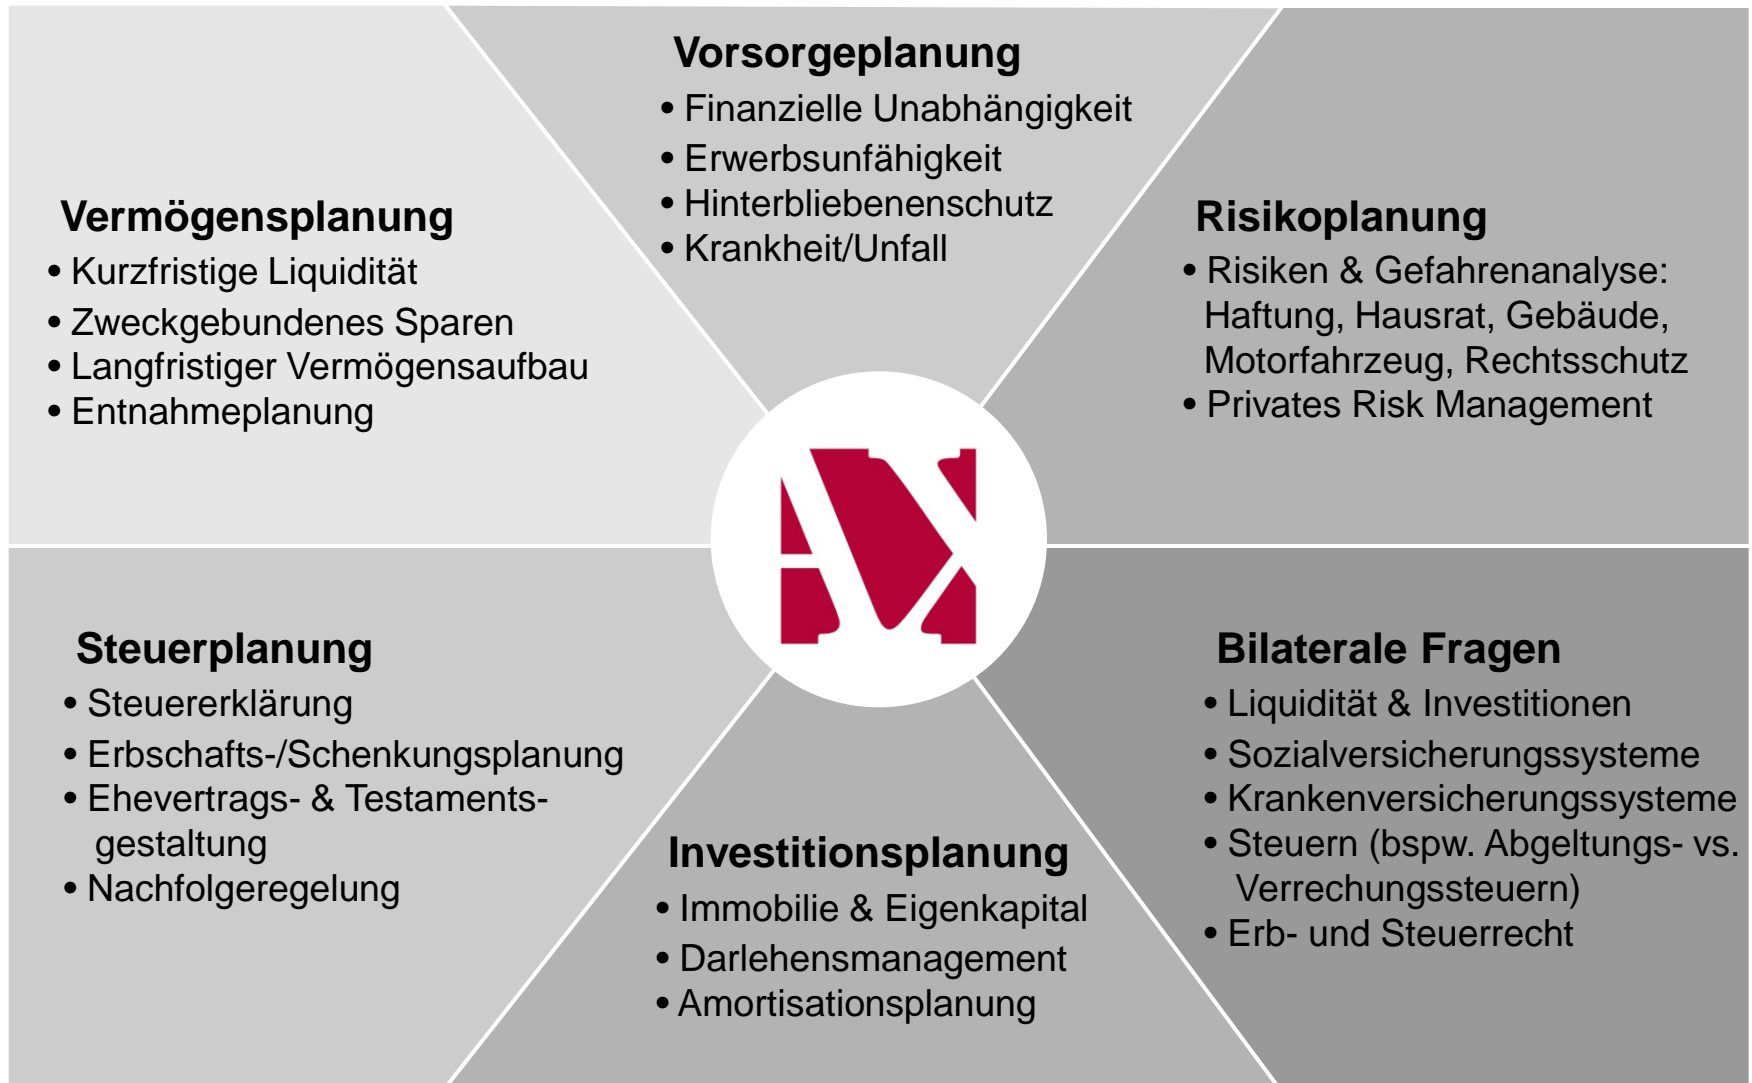 Vorsorgeplanung
• Finanzielle Unabhängigkeit
• Erwerbsunfähigkeit
• Hinterbliebenenschutz
• Krankheit/Unfall
Vermögensplanung
• Kurzfristige Liquidität
• Zweckgebundenes Sparen
• Langfristiger Vermögensaufbau
• Entnahmeplanung
Risikoplanung
• Risiken & Gefahrenanalyse:
Haftung, Hausrat, Gebäude,
Motorfahrzeug, Rechtsschutz
• Privates Risk Management
AX
Steuerplanung
• Steuererklärung
• Erbschafts-/Schenkungsplanung
• Ehevertrags- & Testaments-
gestaltung
• Nachfolgeregelung
Investitionsplanung
• Immobilie & Eigenkapital
• Darlehensmanagement
• Amortisationsplanung
Bilaterale Fragen
• Liquidität & Investitionen
• Sozialversicherungssysteme
• Krankenversicherungssysteme
• Steuern (bspw. Abgeltungs- vs.
Verrechungssteuern)
• Erb- und Steuerrecht